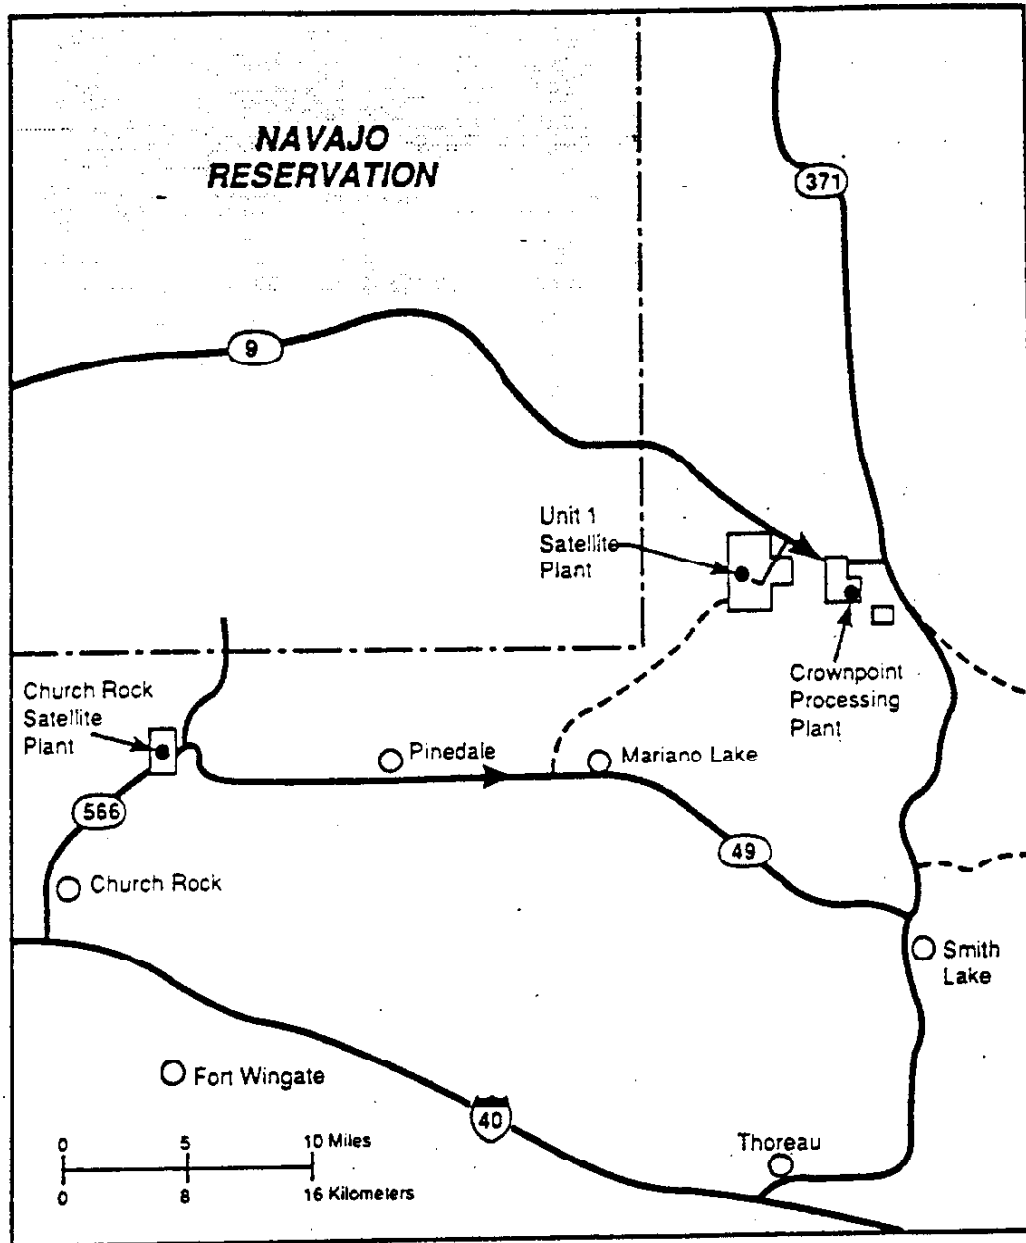 NAVAJO
RESERVATION
371
9
Unit 1
Satellite
Plant
Crownpoint
Processing
Plant
Church Rock
Satellite
Plant
Pinedale
Mariano Lake
566
49
Church Rock
Smith
Lake
Fort Wingate
40
Thoreau
0 5 10 Miles
0 8 16 Kilometers